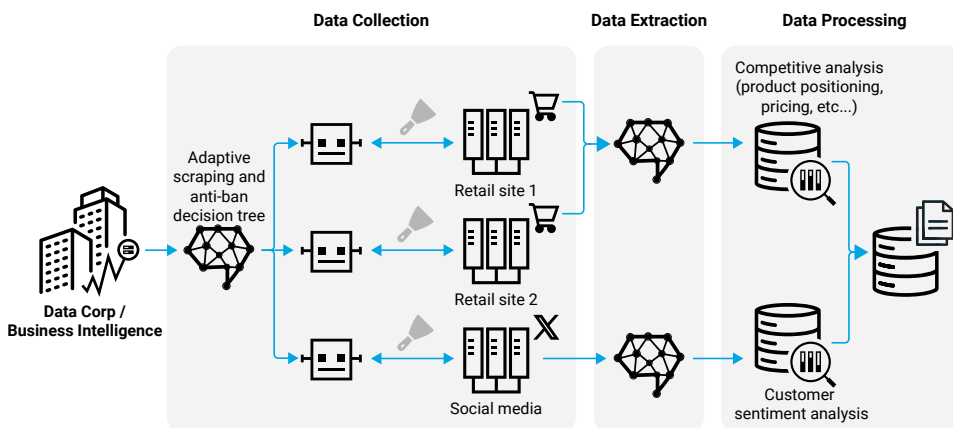 Data Collection
Data Extraction
Data Processing
Competitive analysis
(product positioning,
pricing, etc...)
Adaptive
scraping and
anti-ban
decision tree
Retail site 1
Retail site 2
Data Corp /
Business Intelligence
Social media
Customer
sentiment analysis